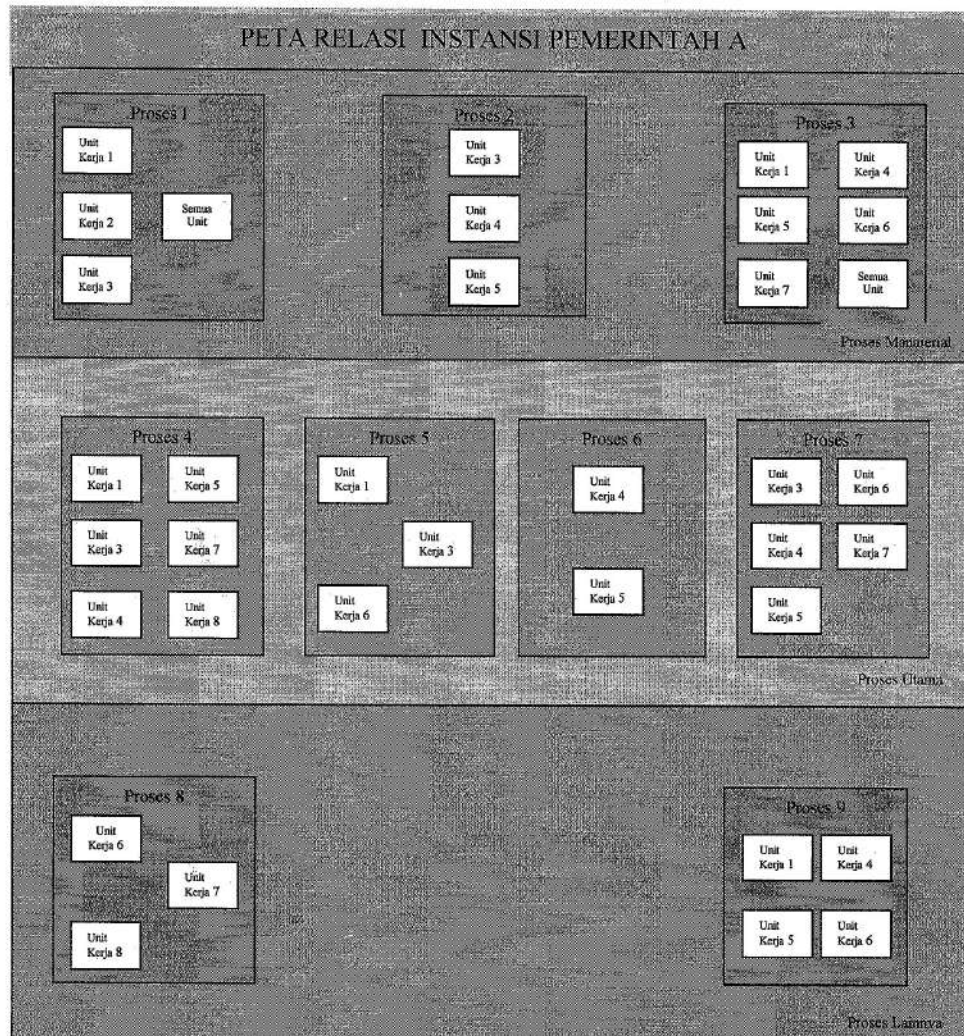 PETA RELASI INSTANSI PEMERINTAH A
Proses 1
Unit
Kerja 1
Unit
Kerja 2
Semua
Unit
Unit
Kerja 3
Proses 2
Unit
Kerja 3
Unit
Kerja 4
Unit
Kerja 5
Proses 3
Unit
Kerja 1
Unit
Kerja 4
Unit
Kerja 5
Unit
Kerja 6
Unit
Kerja 7
Semua
Unit
Proses Manajerial
Proses 4
Unit
Kerja 1
Unit
Kerja 5
Unit
Kerja 3
Unit
Kerja 7
Unit
Kerja 4
Unit
Kerja 8
Proses 5
Unit
Kerja 1
Unit
Kerja 3
Unit
Kerja 6
Proses 6
Unit
Kerja 4
Unit
Kerja 5
Proses 7
Unit
Kerja 3
Unit
Kerja 6
Unit
Kerja 4
Unit
Kerja 7
Unit
Kerja 5
Proses Utama
Proses 8
Unit
Kerja 6
Unit
Kerja 7
Unit
Kerja 8
Proses 9
Unit
Kerja 1
Unit
Kerja 4
Unit
Kerja 5
Unit
Kerja 6
Proses Lainnya